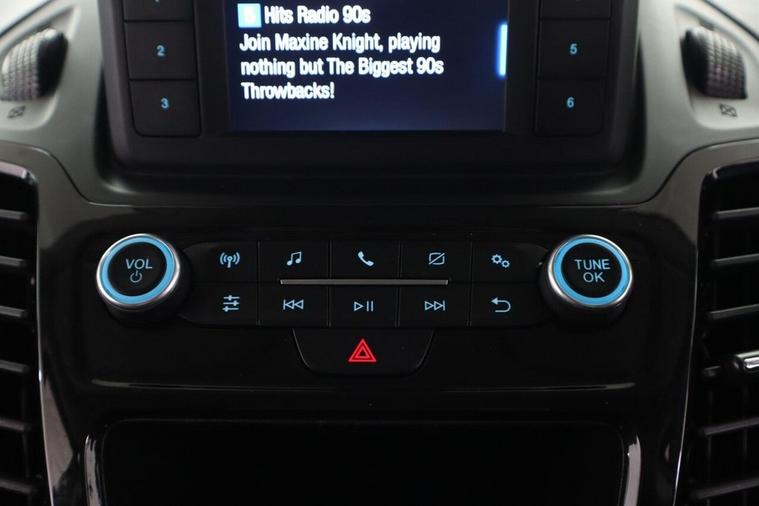 Hits Radio 90s
Join Maxine Knight, playing
nothing but The Biggest 90s
Throwbacks!
2
3
5
6
VOL
TUNE
OK